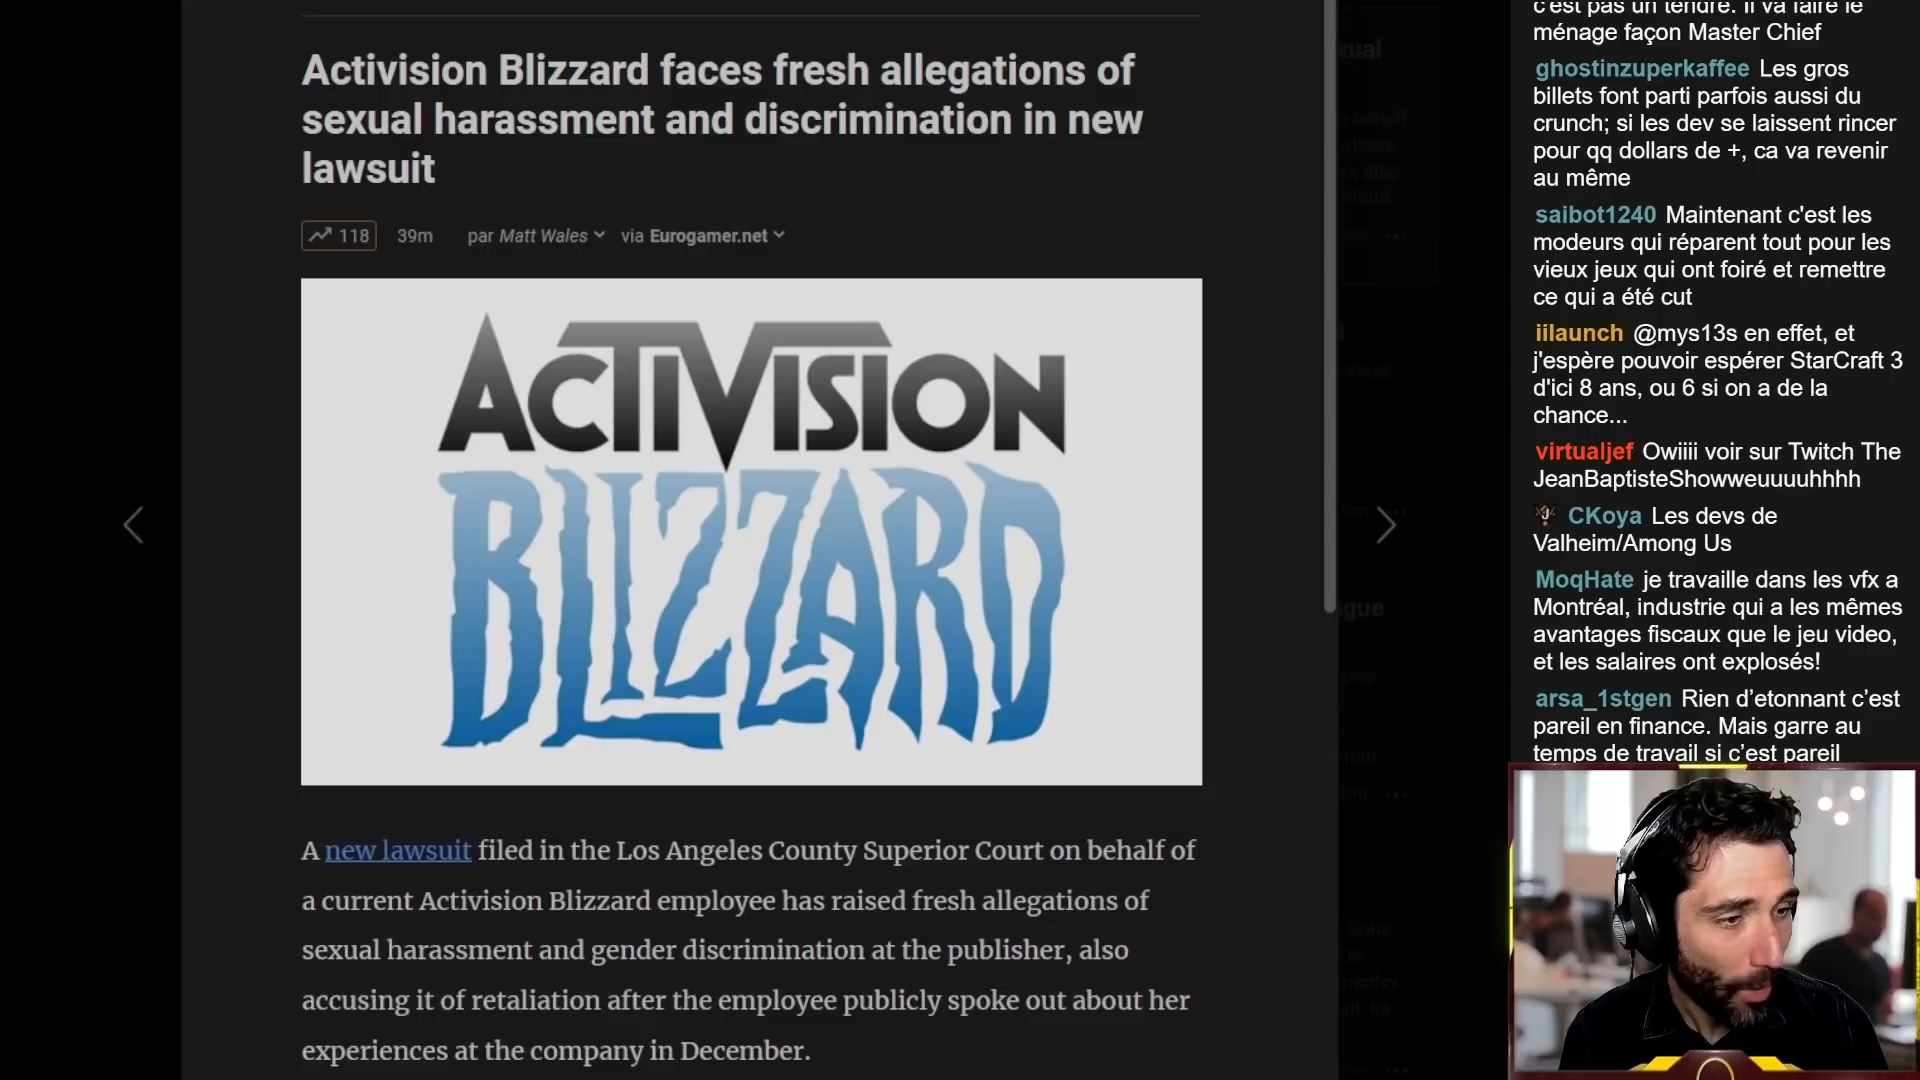 Activision Blizzard faces fresh allegations of
sexual harassment and discrimination in new
lawsuit
118 39m par Matt Wales via Eurogamer.net
ACTIVISION
BLIZZARD
A new lawsuit filed in the Los Angeles County Superior Court on behalf of
a current Activision Blizzard employee has raised fresh allegations of
sexual harassment and gender discrimination at the publisher, also
accusing it of retaliation after the employee publicly spoke out about her
experiences at the company in December.
c'est pas un tendre. Il va faire le
ménage façon Master Chief
ghostinzuperkaffee Les gros
billets font parti parfois aussi du
crunch; si les dev se laissent rincer
pour qq dollars de +, ca va revenir
au même
saibot1240 Maintenant c'est les
modeurs qui réparent tout pour les
vieux jeux qui ont foiré et remettre
ce qui a été cut
iilaunch @mys13s en effet, et
j'espère pouvoir espérer StarCraft 3
d'ici 8 ans, ou 6 si on a de la
chance...
virtualjef Owiiii voir sur Twitch The
JeanBaptisteShowweuuuuhhhh
CKoya Les devs de
Valheim/Among Us
MoqHate je travaille dans les vfx a
Montréal, industrie qui a les mêmes
avantages fiscaux que le jeu video,
et les salaires ont explosés!
arsa_1stgen Rien d’etonnant c’est
pareil en finance. Mais garre au
temps de travail si c’est pareil